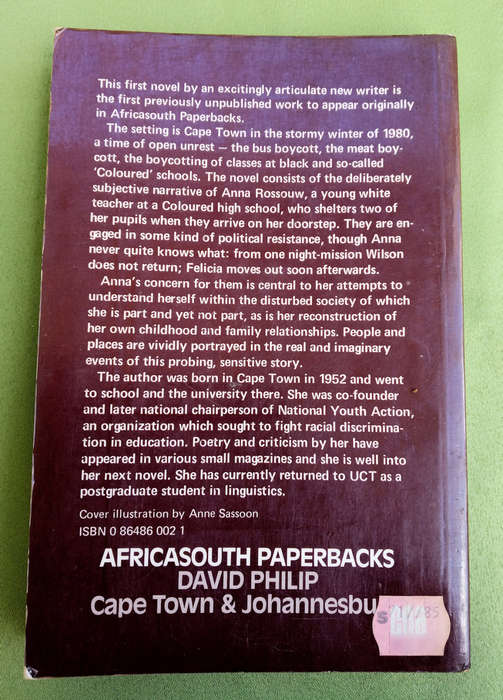 This first novel by an excitingly articulate new writer is
the first previously unpublished work to appear originally
in Africasouth Paperbacks.
The setting is Cape Town in the stormy winter of 1980,
a time of open unrest – the bus boycott, the meat boy-
cott, the boycotting of classes at black and so-called
'Coloured' schools. The novel consists of the deliberately
subjective narrative of Anna Rossouw, a young white
teacher at a Coloured high school, who shelters two of
her pupils when they arrive on her doorstep. They are en-
gaged in some kind of political resistance, though Anna
never quite knows what: from one night-mission Wilson
does not return; Felicia moves out soon afterwards.
Anna's concern for them is central to her attempts to
understand herself within the disturbed society of which
she is part and yet not part, as is her reconstruction of
her own childhood and family relationships. People and
places are vividly portrayed in the real and imaginary
events of this probing, sensitive story.
The author was born in Cape Town in 1952 and went
to school and the university there. She was co-founder
and later national chairperson of National Youth Action,
an organization which sought to fight racial discrimina-
tion in education. Poetry and criticism by her have
appeared in various small magazines and she is well into
her next novel. She has currently returned to UCT as a
postgraduate student in linguistics.
Cover illustration by Anne Sassoon
ISBN 0 86486 002 1
AFRICASOUTH PAPERBACKS
DAVID PHILIP
Cape Town & Johannesbu